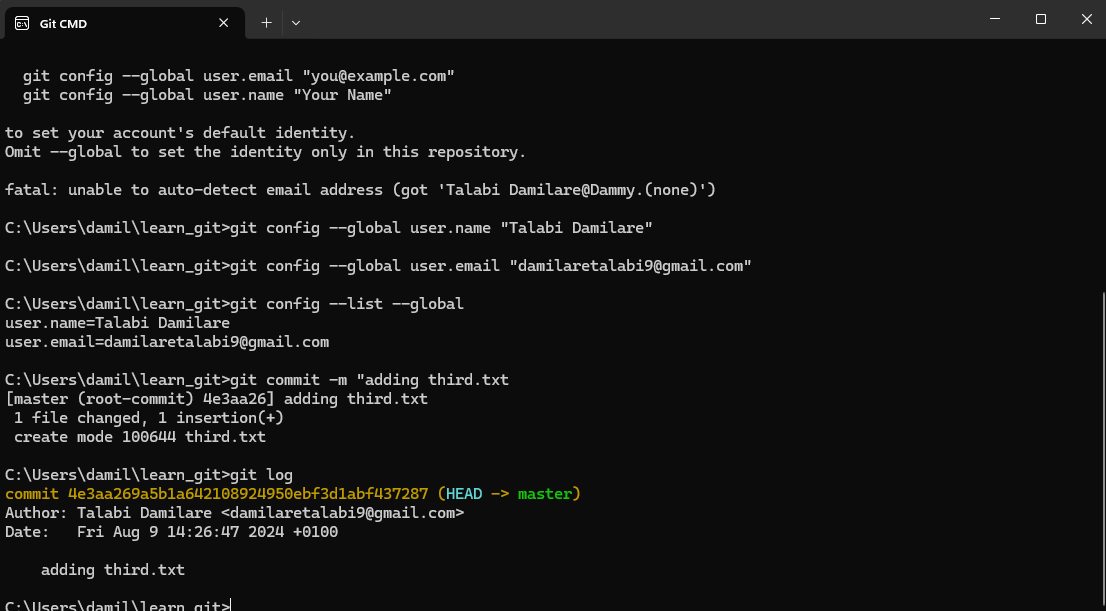 Git CMD
git config --global user.email "you@example.com"
git config --global user.name "Your Name"
to set your account's default identity.
Omit --global to set the identity only in this repository.
fatal: unable to auto-detect email address (got 'Talabi Damilare@Dammy.(none)')
C:\Users\damil\learn_git>git config --global user.name "Talabi Damilare"
C:\Users\damil\learn_git>git config --global user.email "damilaretalabi9@gmail.com"
C:\Users\damil\learn_git>git config --list --global
user.name=Talabi Damilare
user.email=damilaretalabi9@gmail.com
C:\Users\damil\learn_git>git commit -m "adding third.txt
[master (root-commit) 4e3aa26] adding third.txt
1 file changed, 1 insertion(+)
create mode 100644 third.txt
C:\Users\damil\learn_git>git log
commit 4e3aa269a5b1a642108924950ebf3d1abf437287 (HEAD -> master)
Author: Talabi Damilare <damilaretalabi9@gmail.com>
Date:   Fri Aug 9 14:26:47 2024 +0100
adding third.txt
C:\Users\damil\learn_git>